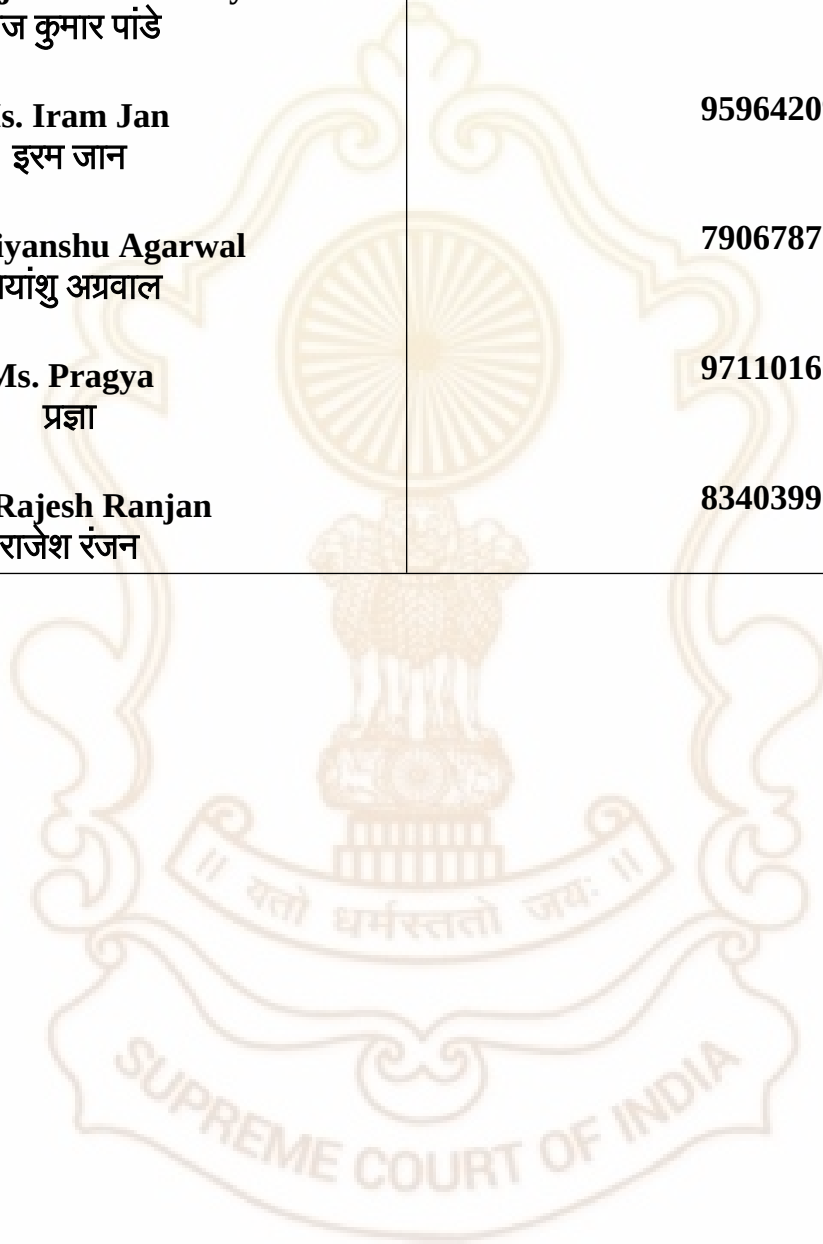 ज कुमार पांडे
s. Iram Jan 9596420
इरम जान
iyanshu Agarwal 7906787
यांशु अग्रवाल
Ms. Pragya 9711016
प्रज्ञा
Rajesh Ranjan 8340399
राजेश रंजन
॥ यतो धर्मस्ततो जयः ॥
SUPREME COURT OF INDIA